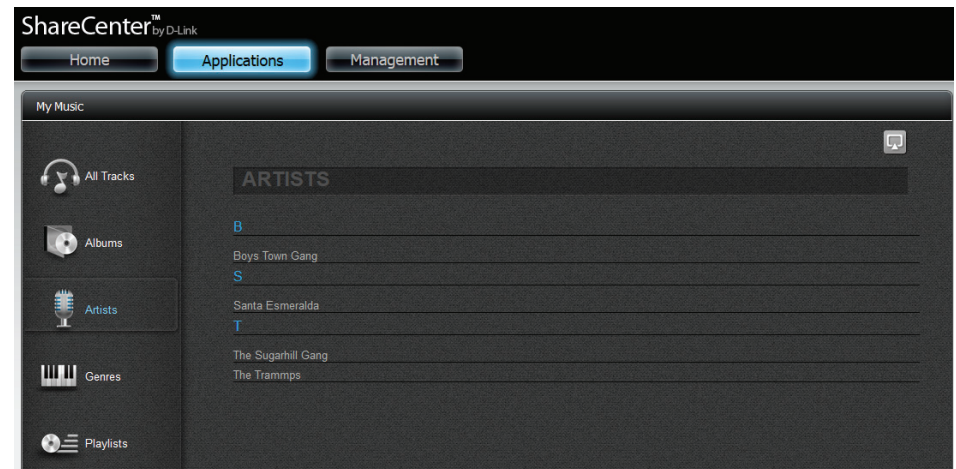 ShareCenter™ by D-Link
Home Applications Management
My Music
All Tracks
Albums
Artists
Genres
Playlists
ARTISTS
B
Boys Town Gang
S
Santa Esmeralda
T
The Sugarhill Gang
The Trammps